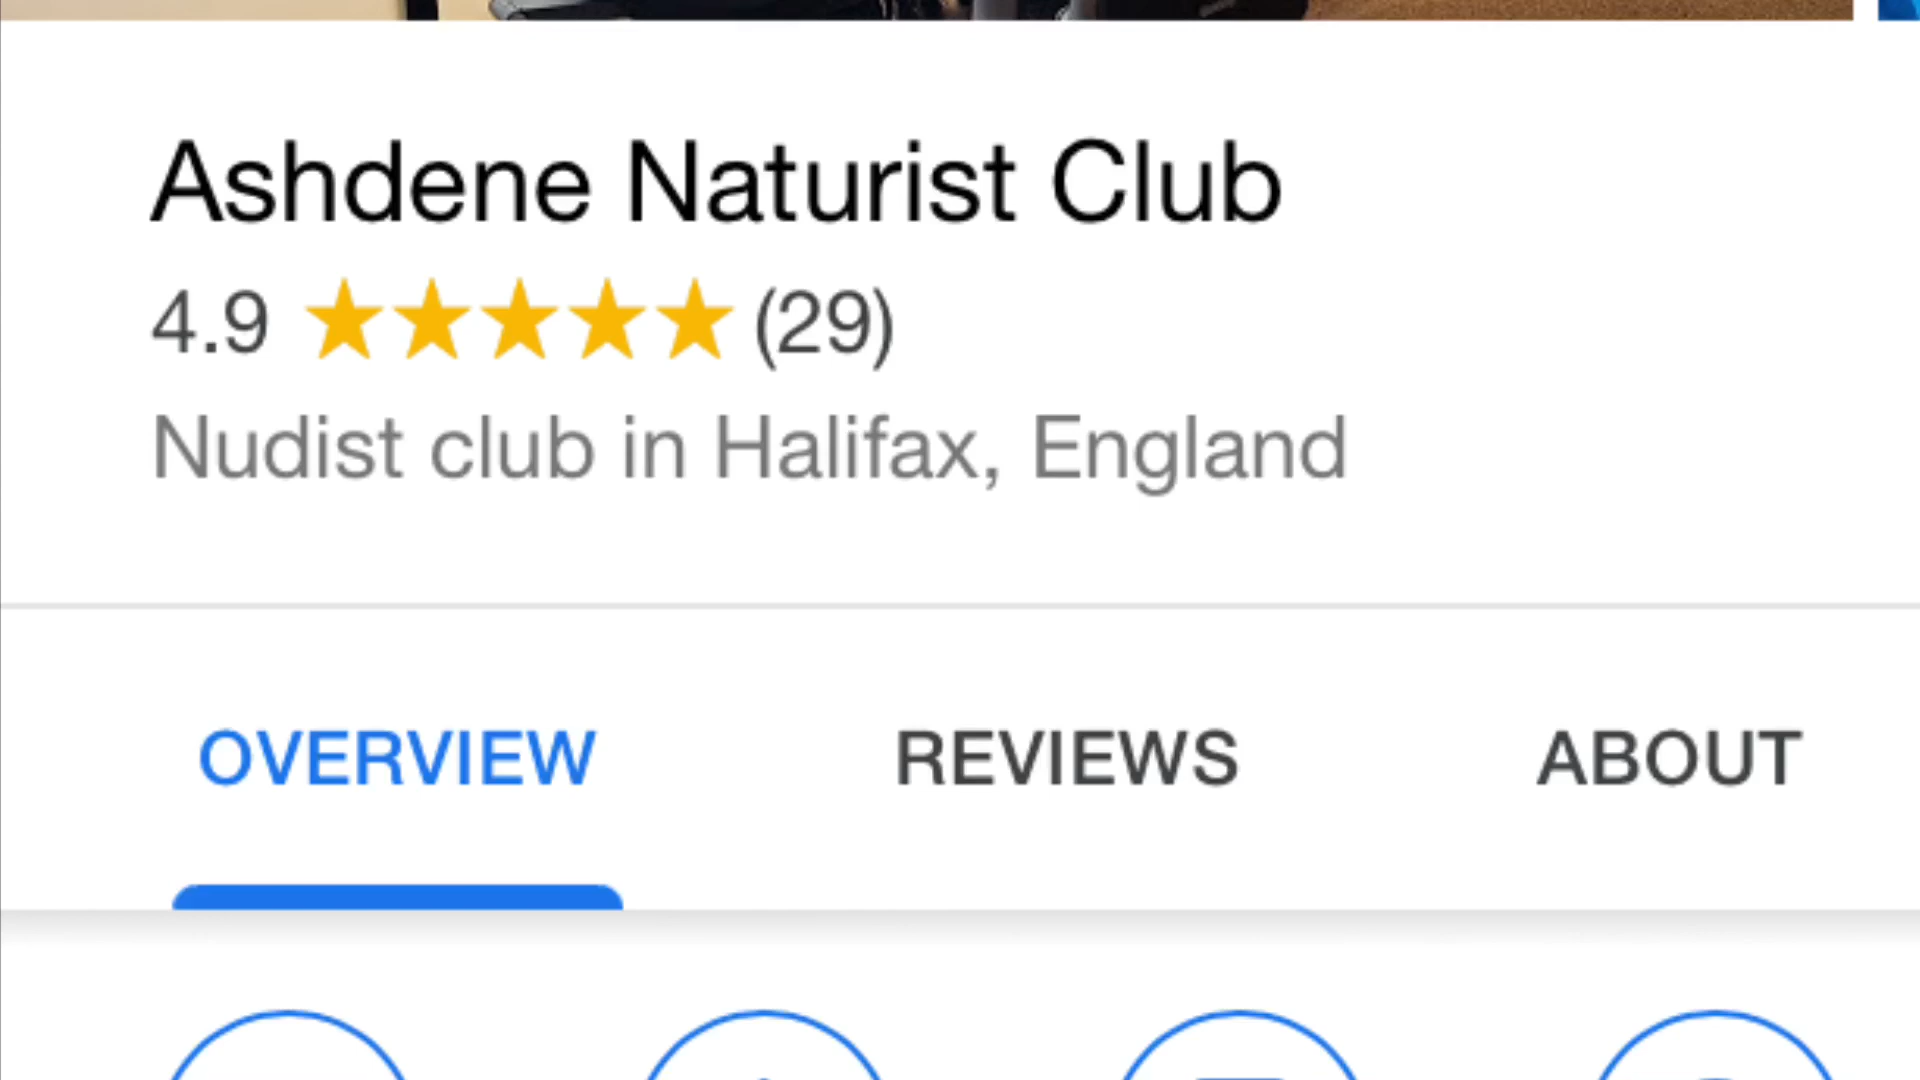 Ashdene Naturist Club
4.9 ★★★★★ (29)
Nudist club in Halifax, England
OVERVIEW REVIEWS ABOUT